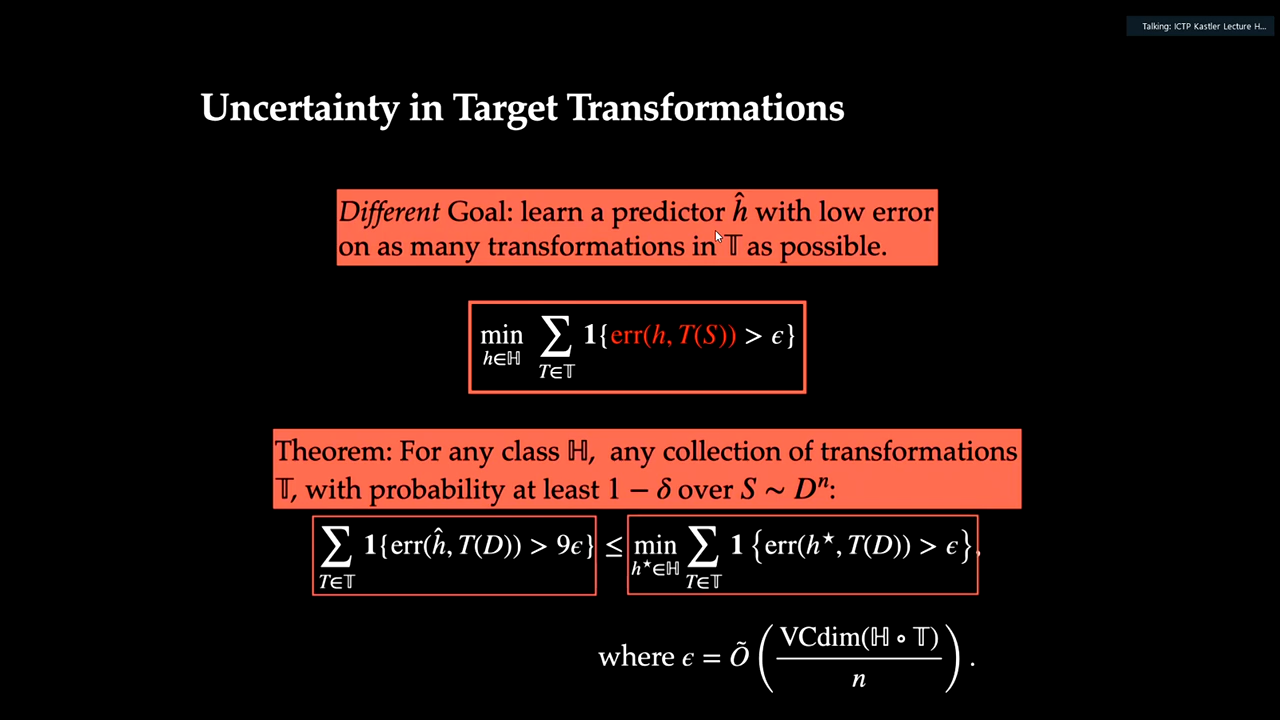 Talking: ICTP Kastler Lecture H...
Uncertainty in Target Transformations
Different Goal: learn a predictor ĥ with low error
on as many transformations in 𝕋 as possible.
min_{h∈ℍ} ∑_{T∈𝕋} 𝟏{err(h, T(S)) > ϵ}
Theorem: For any class ℍ, any collection of transformations
𝕋, with probability at least 1 − δ over S ∼ Dⁿ:
∑_{T∈𝕋} 𝟏{err(ĥ, T(D)) > 9ϵ} ≤ min_{h⋆∈ℍ} ∑_{T∈𝕋} 𝟏 {err(h⋆, T(D)) > ϵ},
where ϵ = Õ (VCdim(ℍ ∘ 𝕋) / n) .